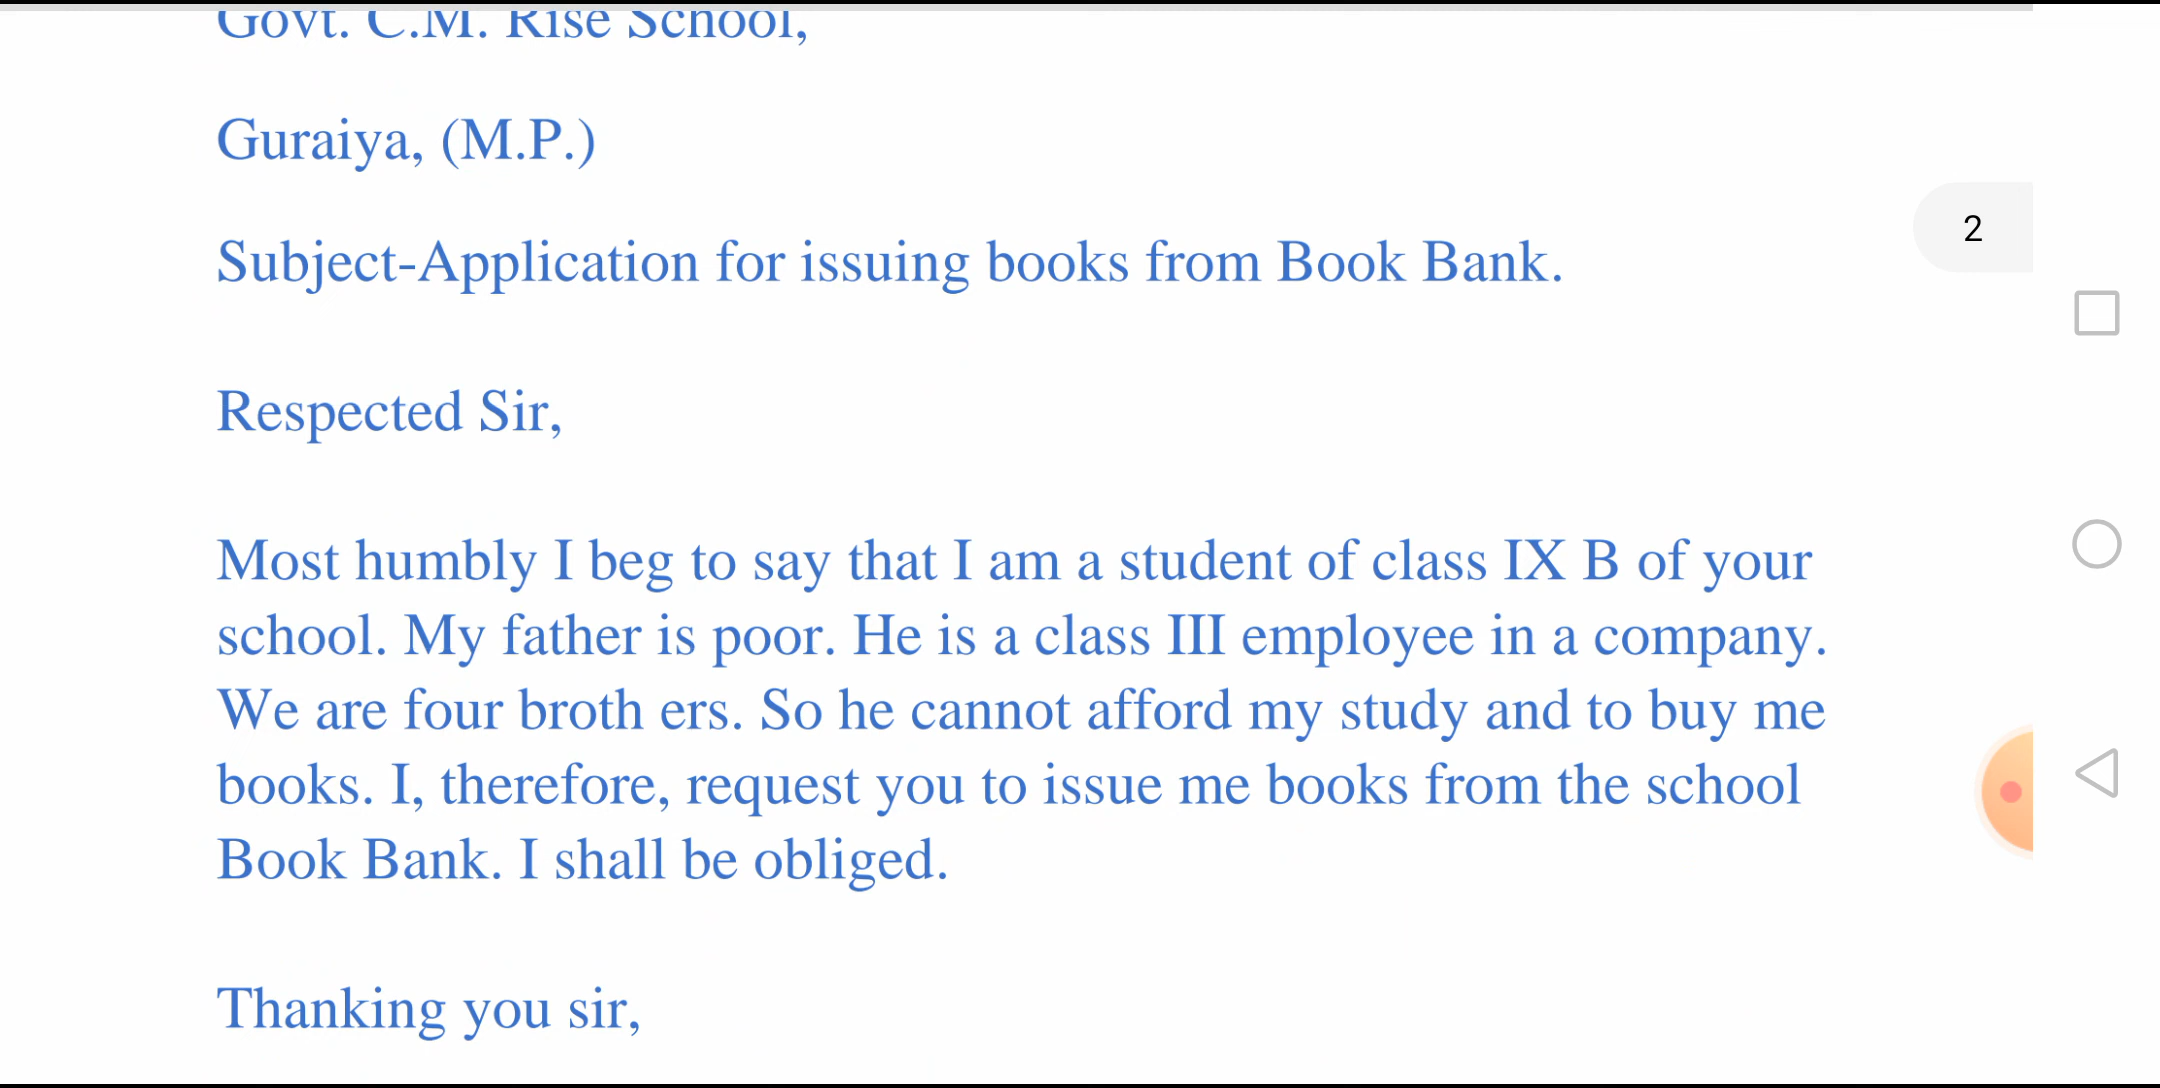 Govt. C.M. Rise School,
Guraiya, (M.P.)
2
Subject-Application for issuing books from Book Bank.
Respected Sir,
Most humbly I beg to say that I am a student of class IX B of your
school. My father is poor. He is a class III employee in a company.
We are four broth ers. So he cannot afford my study and to buy me
books. I, therefore, request you to issue me books from the school
Book Bank. I shall be obliged.
Thanking you sir,